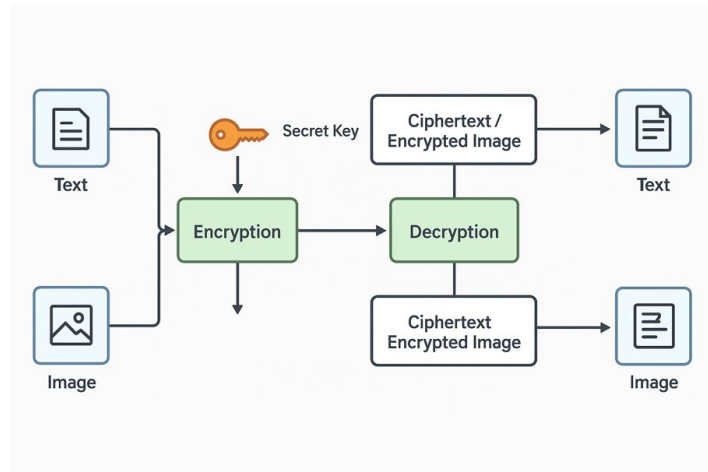 Text
Secret Key
Ciphertext /
Encrypted Image
Text
Encryption
Decryption
Image
Ciphertext
Encrypted Image
Image